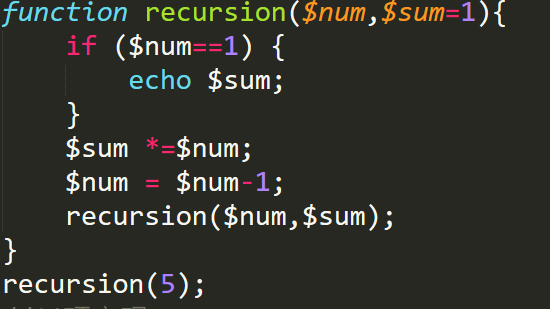 function recursion($num,$sum=1){
    if ($num==1) {
        echo $sum;
    }
    $sum *=$num;
    $num = $num-1;
    recursion($num,$sum);
}
recursion(5);